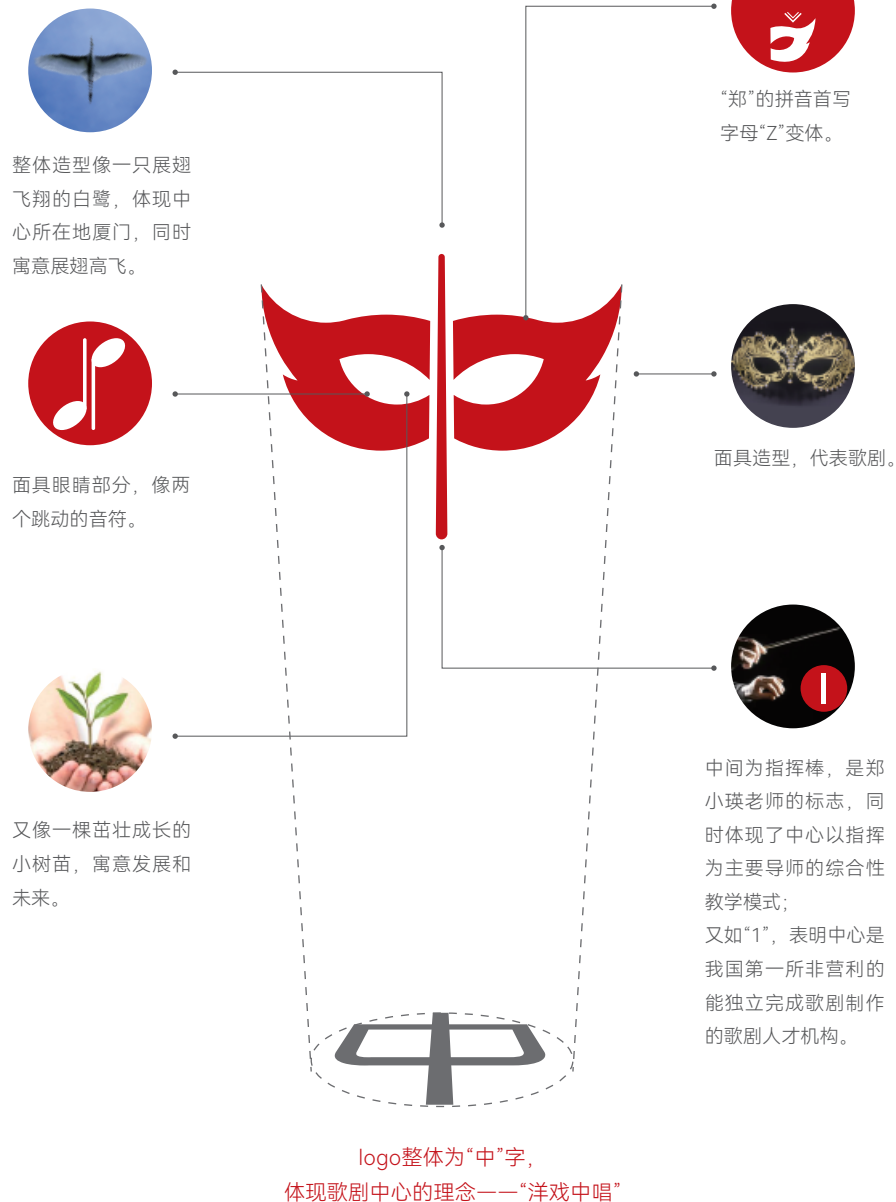 “郑”的拼音首写
字母“Z”变体。
整体造型像一只展翅
飞翔的白鹭，体现中
心所在地厦门，同时
寓意展翅高飞。
面具眼睛部分，像两
个跳动的音符。
面具造型，代表歌剧。
又像一棵茁壮成长的
小树苗，寓意发展和
未来。
中间为指挥棒，是郑
小瑛老师的标志，同
时体现了中心以指挥
为主要导师的综合性
教学模式；
又如“1”，表明中心是
我国第一所非营利的
能独立完成歌剧制作
的歌剧人才机构。
中
logo整体为“中”字，
体现歌剧中心的理念——“洋戏中唱”